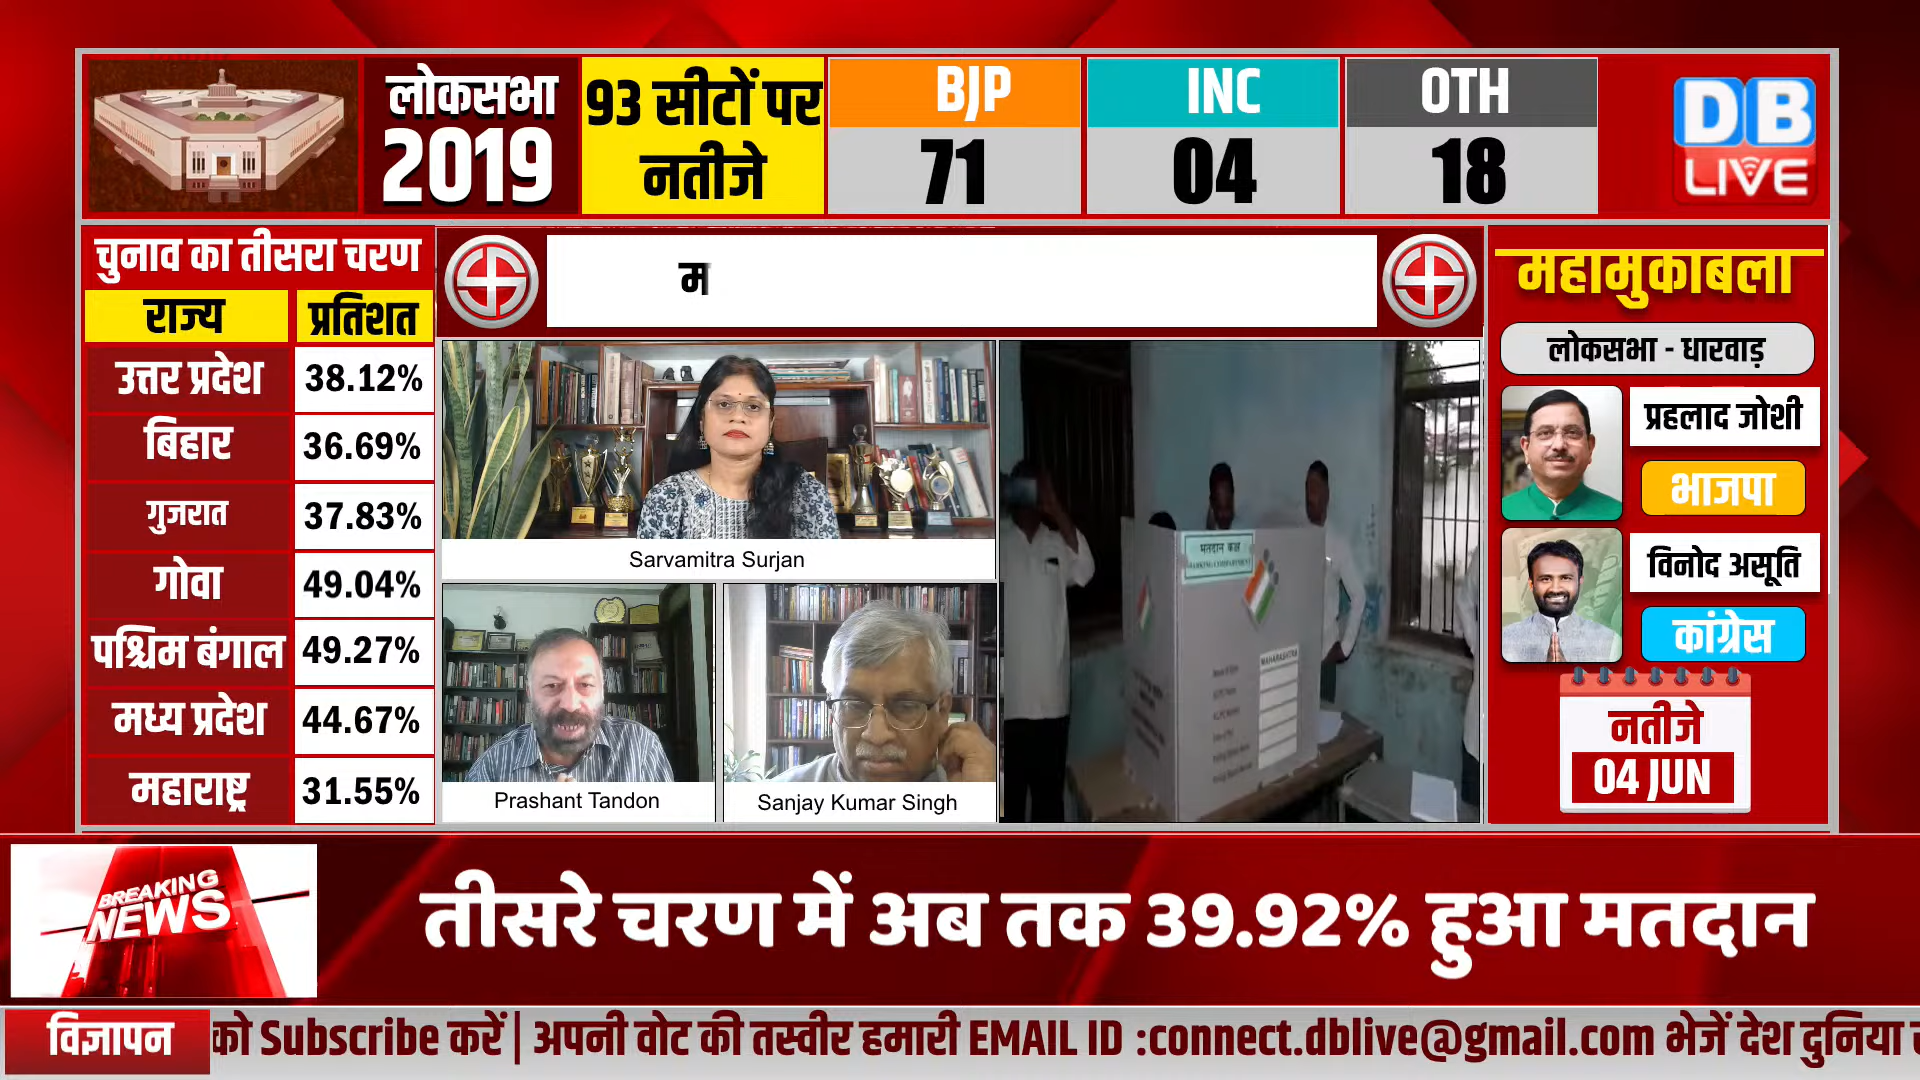 लोकसभा
2019
93 सीटों पर
नतीजे
BJP
71
INC
04
OTH
18
DB
LIVE
चुनाव का तीसरा चरण
राज्य प्रतिशत
उत्तर प्रदेश 38.12%
बिहार 36.69%
गुजरात 37.83%
गोवा 49.04%
पश्चिम बंगाल 49.27%
मध्य प्रदेश 44.67%
महाराष्ट्र 31.55%
म
Sarvamitra Surjan
Prashant Tandon
Sanjay Kumar Singh
मतदान कक्ष
MAHARASHTRA
महामुकाबला
लोकसभा - धारवाड़
प्रहलाद जोशी
भाजपा
विनोद असूति
कांग्रेस
नतीजे
04 JUN
BREAKING
NEWS
तीसरे चरण में अब तक 39.92% हुआ मतदान
विज्ञापन
को Subscribe करें | अपनी वोट की तस्वीर हमारी EMAIL ID :connect.dblive@gmail.com भेजें देश दुनिया